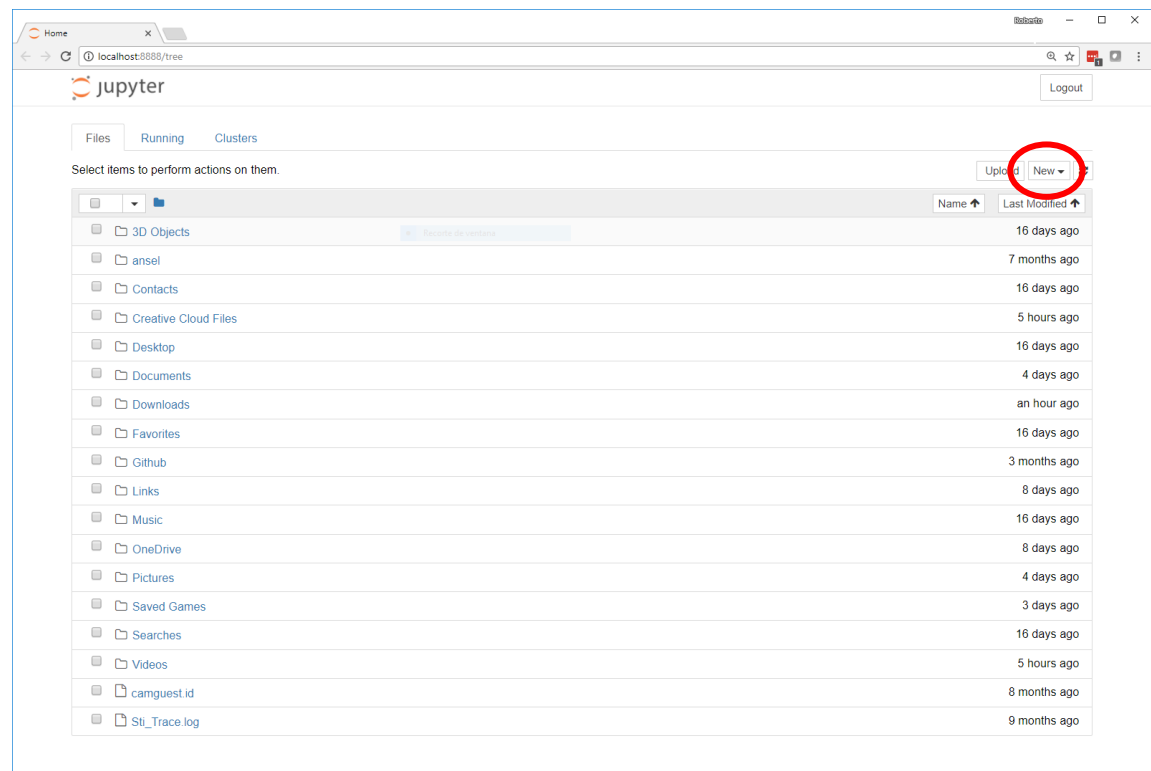 Roberto
Home
localhost:8888/tree
1
jupyter
Logout
Files Running Clusters
Select items to perform actions on them.
Upload New
Name Last Modified
3D Objects 16 days ago
Recorte de ventana
ansel 7 months ago
Contacts 16 days ago
Creative Cloud Files 5 hours ago
Desktop 16 days ago
Documents 4 days ago
Downloads an hour ago
Favorites 16 days ago
Github 3 months ago
Links 8 days ago
Music 16 days ago
OneDrive 8 days ago
Pictures 4 days ago
Saved Games 3 days ago
Searches 16 days ago
Videos 5 hours ago
camguest.id 8 months ago
Sti_Trace.log 9 months ago